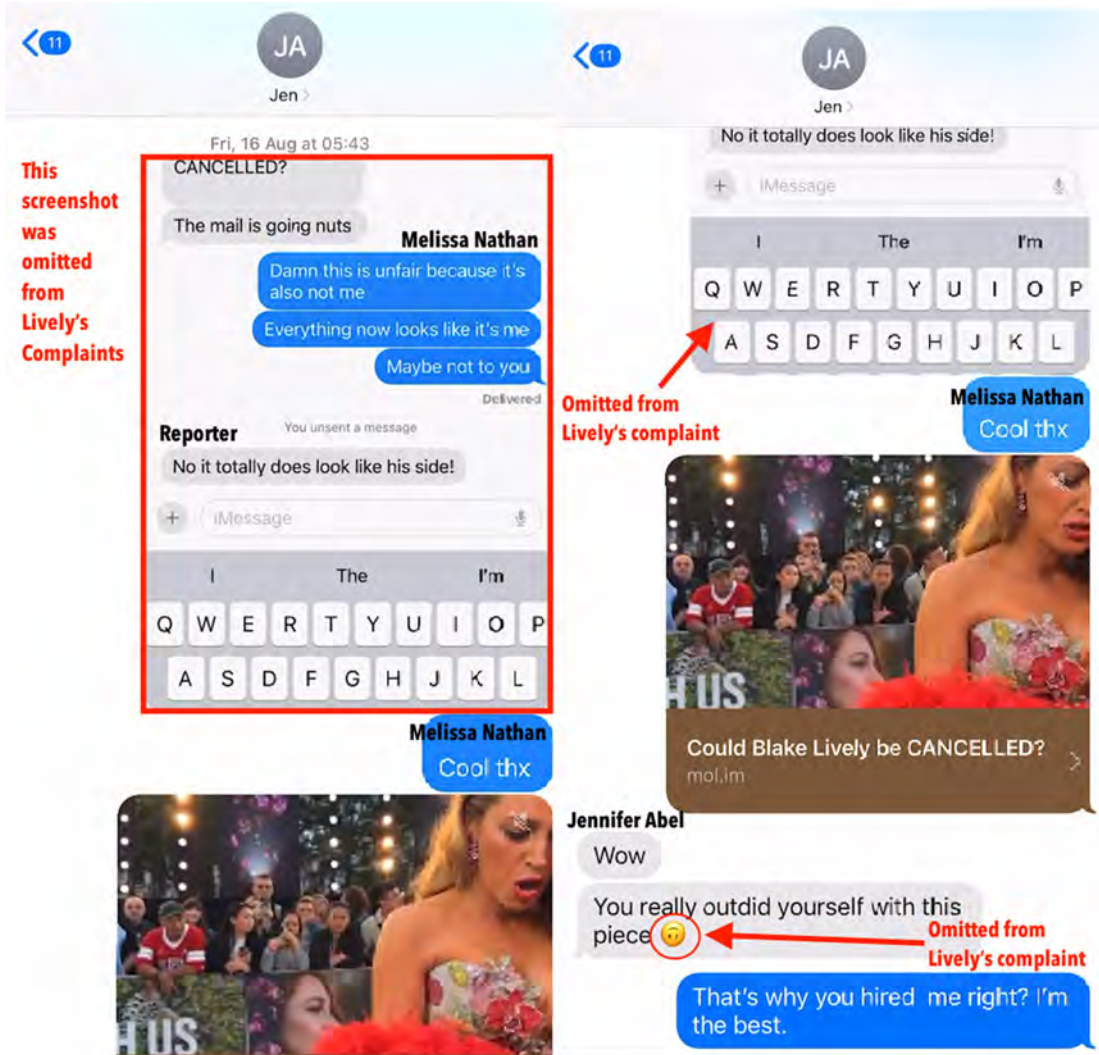 11
JA
Jen >
Fri, 16 Aug at 05:43
This
screenshot
was
omitted
from
Lively's
Complaints
CANCELLED?
The mail is going nuts
Melissa Nathan
Damn this is unfair because it's
also not me
Everything now looks like it's me
Maybe not to you
Delivered
Reporter
You unsent a message
No it totally does look like his side!
+ iMessage
I The I'm
Q W E R T Y U I O P
A S D F G H J K L
Melissa Nathan
Cool thx
H US
11
JA
Jen >
No it totally does look like his side!
+ iMessage
I The I'm
Q W E R T Y U I O P
A S D F G H J K L
Omitted from
Lively's complaint
Melissa Nathan
Cool thx
H US
Could Blake Lively be CANCELLED?
mol.im
Jennifer Abel
Wow
You really outdid yourself with this
piece 🙃
Omitted from
Lively's complaint
That's why you hired me right? I'm
the best.